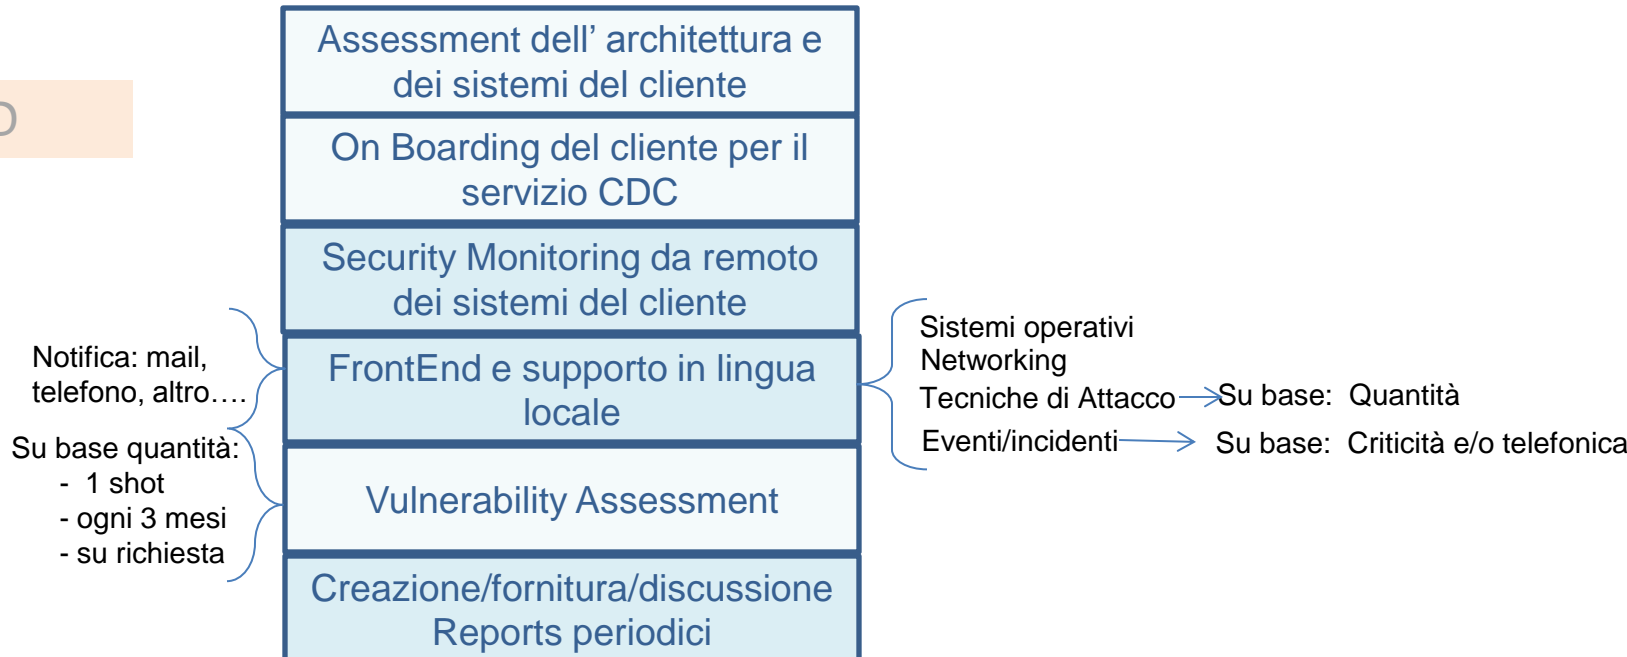 Assessment dell' architettura e
dei sistemi del cliente
On Boarding del cliente per il
servizio CDC
Security Monitoring da remoto
dei sistemi del cliente
Notifica: mail,
telefono, altro….
FrontEnd e supporto in lingua
locale
Sistemi operativi
Networking
Tecniche di Attacco
Su base: Quantità
Eventi/incidenti
Su base: Criticità e/o telefonica
Su base quantità:
- 1 shot
- ogni 3 mesi
- su richiesta
Vulnerability Assessment
Creazione/fornitura/discussione
Reports periodici